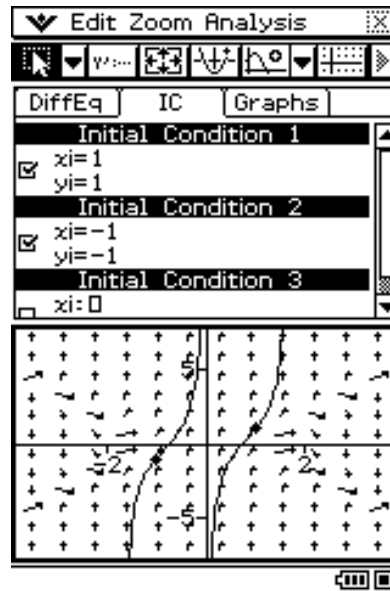 Edit Zoom Analysis
DiffEq IC Graphs
Initial Condition 1
xi=1
yi=1
Initial Condition 2
xi=-1
yi=-1
Initial Condition 3
xi:0
5
-2 2
-5